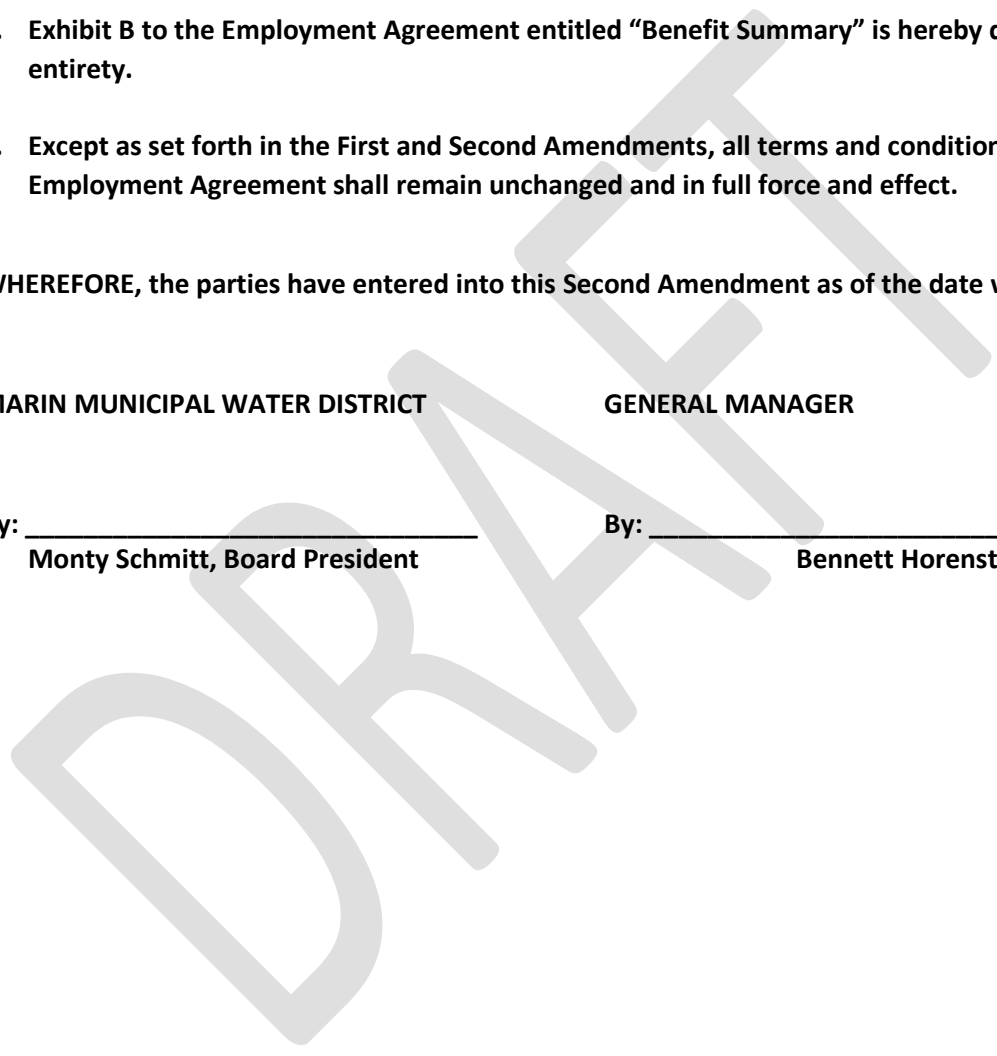 . Exhibit B to the Employment Agreement entitled “Benefit Summary” is hereby
entirety.
. Except as set forth in the First and Second Amendments, all terms and
Employment Agreement shall remain unchanged and in full force and effect.
WHEREFORE, the parties have entered into this Second Amendment as of the date
MARIN MUNICIPAL WATER DISTRICT GENERAL MANAGER
By: ________________________________ By: _________________________
Monty Schmitt, Board President Bennett Horenst
DRAFT